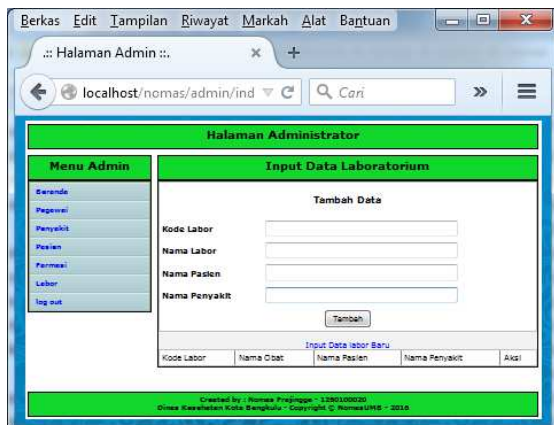 Berkas Edit Tampilan Riwayat Markah Alat Bantuan
.:: Halaman Admin ::.
localhost/nomas/admin/ind
Cari
Halaman Administrator
Menu Admin
Input Data Laboratorium
Beranda
Pegawai
Penyakit
Pasien
Farmasi
Labor
log out
Tambah Data
Kode Labor
Nama Labor
Nama Pasien
Nama Penyakit
Tambah
Input Data labor Baru
Kode Labor Nama Obat Nama Pasien Nama Penyakit Aksi
Created by : Nomas Prejingga - 1290100020
Dinas Kesehatan Kota Bengkulu - Copyright © NomasUMB - 2016